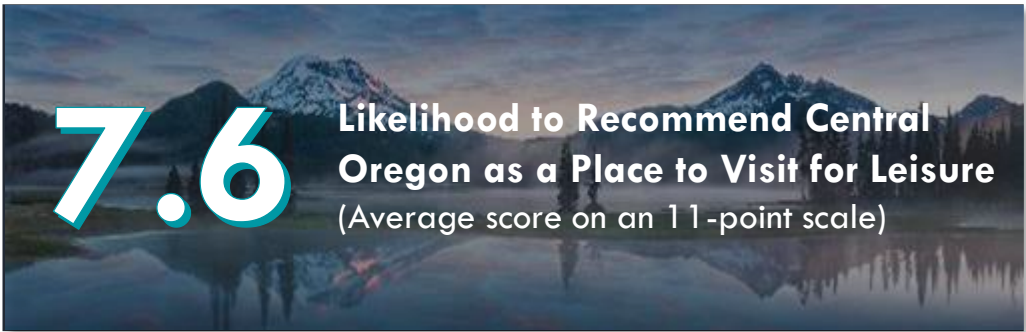 7.6
Likelihood to Recommend Central
Oregon as a Place to Visit for Leisure
(Average score on an 11-point scale)